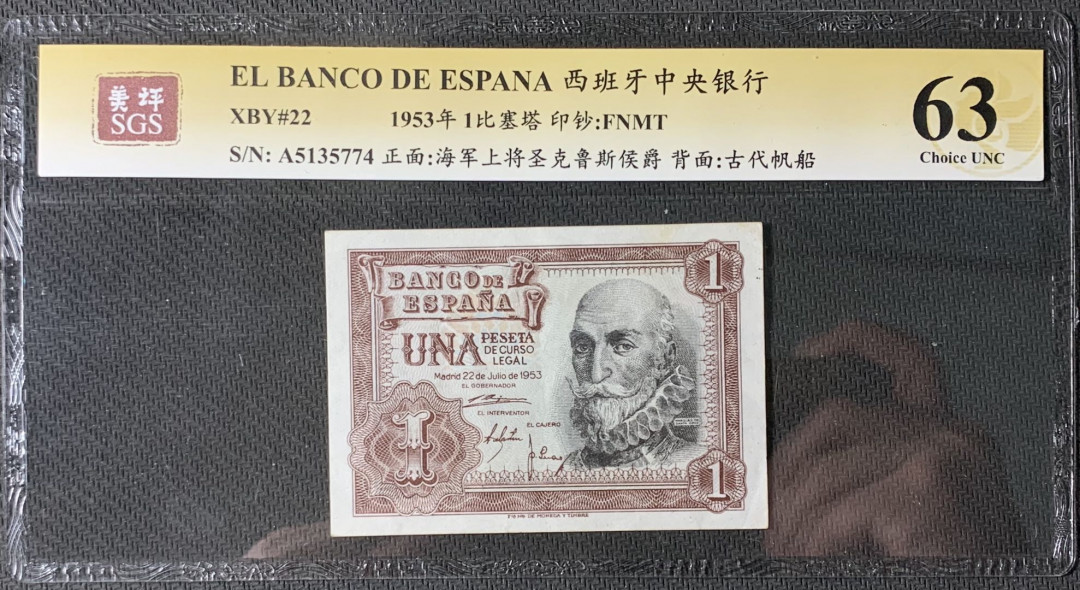 美评
SGS
EL BANCO DE ESPANA 西班牙中央银行
XBY#22 1953年 1比塞塔 印钞:FNMT
S/N: A5135774 正面:海军上将圣克鲁斯侯爵 背面:古代帆船
63
Choice UNC
BANCO DE
ESPAÑA
1
UNA PESETA
DE CURSO
LEGAL
Madrid 22 de Julio de 1953
EL GOBERNADOR
EL INTERVENTOR
EL CAJERO
1
1